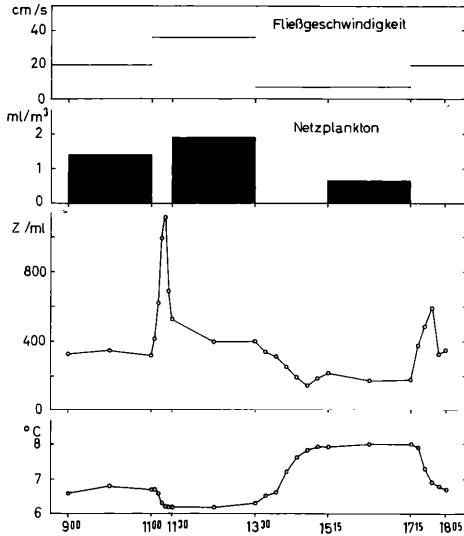 cm/s
Fließgeschwindigkeit
40
20
0
ml/m³
Netzplankton
2
1
0
Z/ml
800
400
0
°C
8
7
6
9⁰⁰ 11⁰⁰ 11³⁰ 13³⁰ 15¹⁵ 17¹⁵ 18⁰⁵